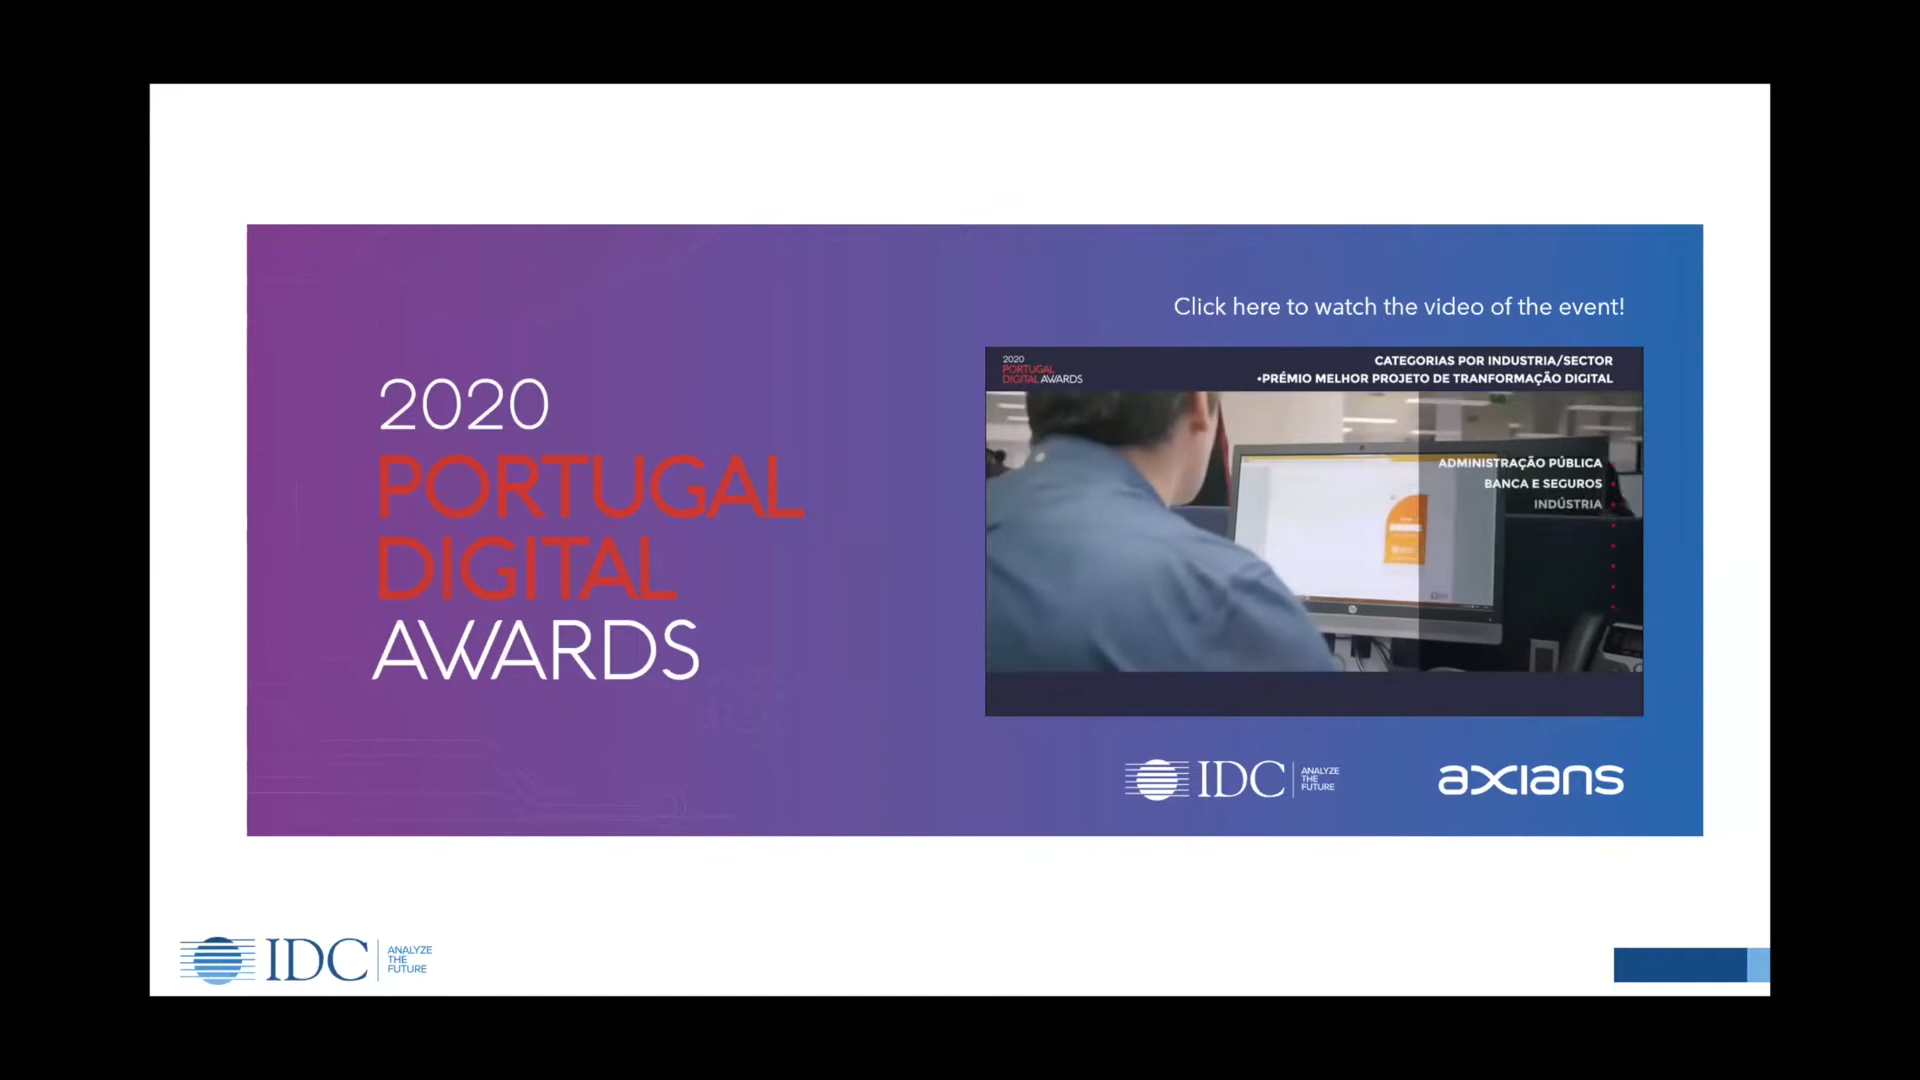 2020
PORTUGAL
DIGITAL
AWARDS
Click here to watch the video of the event!
2020
PORTUGAL
DIGITAL AWARDS
CATEGORIAS POR INDUSTRIA/SECTOR
•PRÉMIO MELHOR PROJETO DE TRANFORMAÇÃO DIGITAL
ADMINISTRAÇÃO PÚBLICA
BANCA E SEGUROS
INDÚSTRIA
IDC
ANALYZE
THE
FUTURE
axians
IDC
ANALYZE
THE
FUTURE